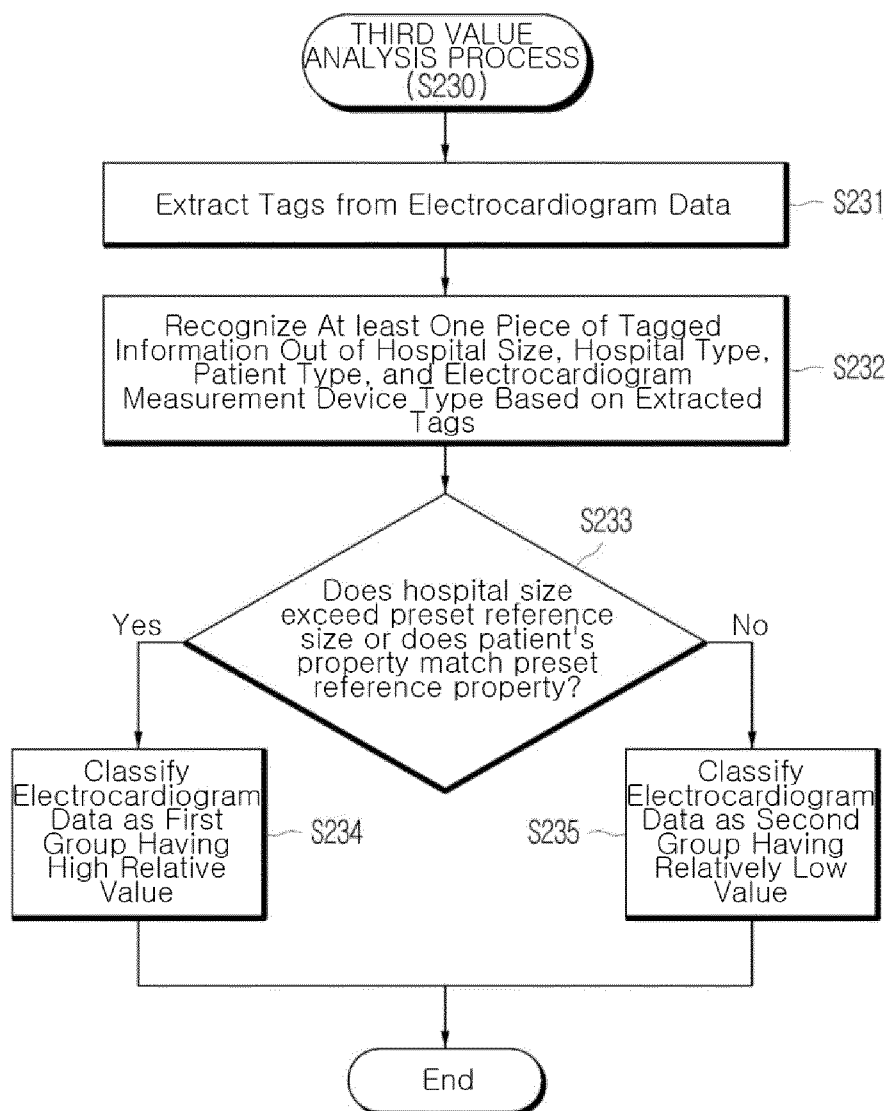 THIRD VALUE
ANALYSIS PROCESS
(S230)
Extract Tags from Electrocardiogram Data
S231
Recognize At least One Piece of Tagged
Information Out of Hospital Size, Hospital Type,
Patient Type, and Electrocardiogram
Measurement Device Type Based on Extracted
Tags
S232
S233
Does hospital size
exceed preset reference
size or does patient's
property match preset
reference property?
Yes
No
Classify
Electrocardiogram
Data as First
Group Having
High Relative
Value
S234
S235
Classify
Electrocardiogram
Data as Second
Group Having
Relatively Low
Value
End